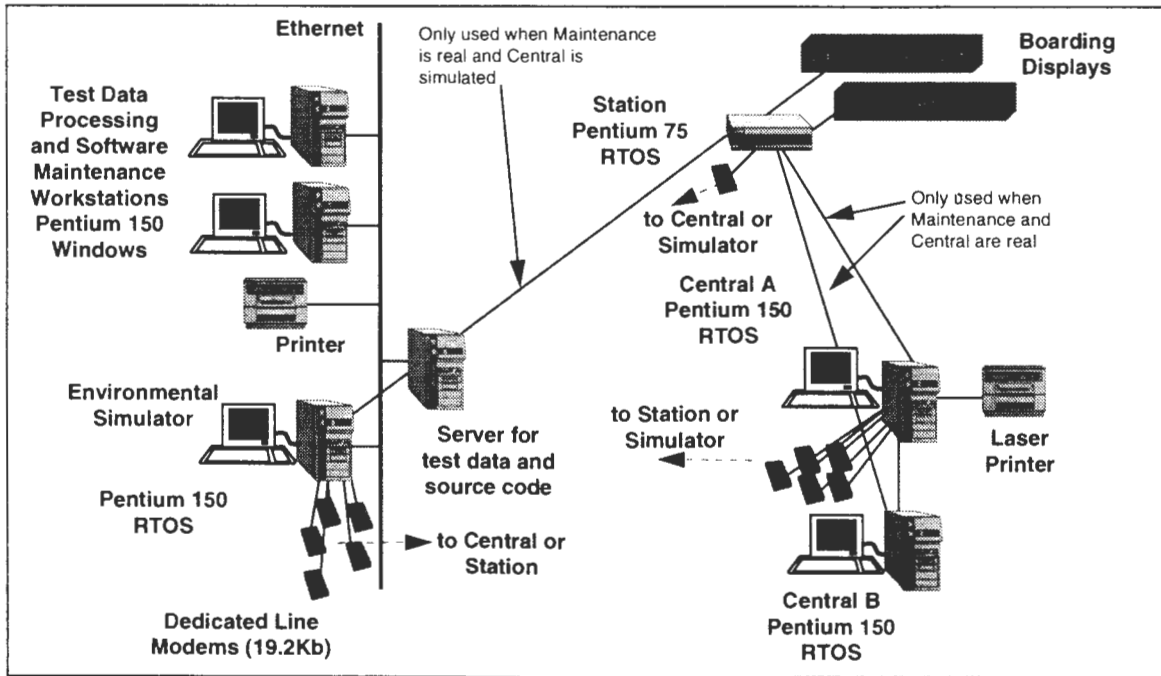 Ethernet
Only used when Maintenance
is real and Central is
simulated
Boarding
Displays
Test Data
Processing
and Software
Maintenance
Workstations
Pentium 150
Windows
Station
Pentium 75
RTOS
to Central or
Simulator
Only used when
Maintenance and
Central are real
Central A
Pentium 150
RTOS
Printer
Environmental
Simulator
Server for
test data and
source code
to Station or
Simulator
Laser
Printer
Pentium 150
RTOS
to Central or
Station
Dedicated Line
Modems (19.2Kb)
Central B
Pentium 150
RTOS